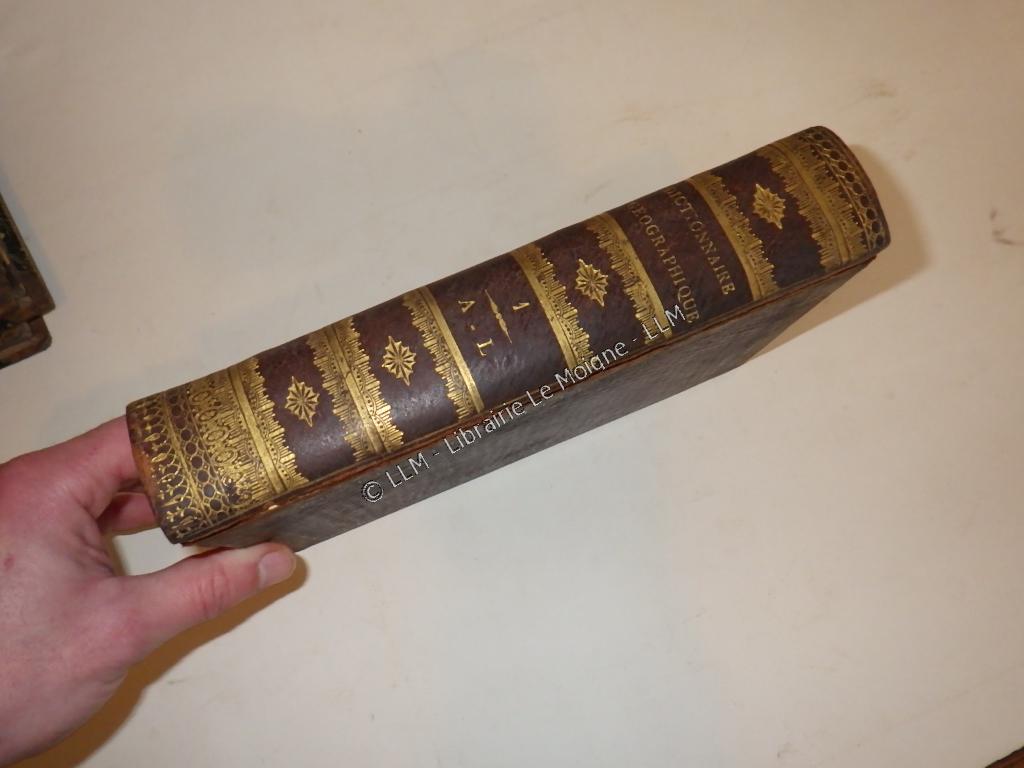 DICTIONNAIRE
GEOGRAPHIQUE
1
A - L
© LLM - Librairie Le Moigne - LLM